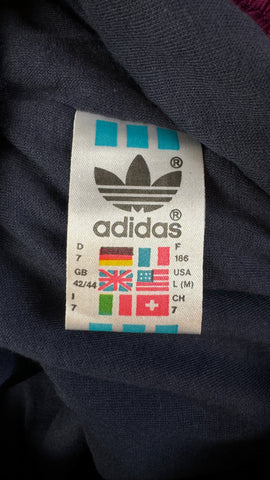 ®
adidas®
D F
7 186
GB USA
42/44 L (M)
I CH
7 7